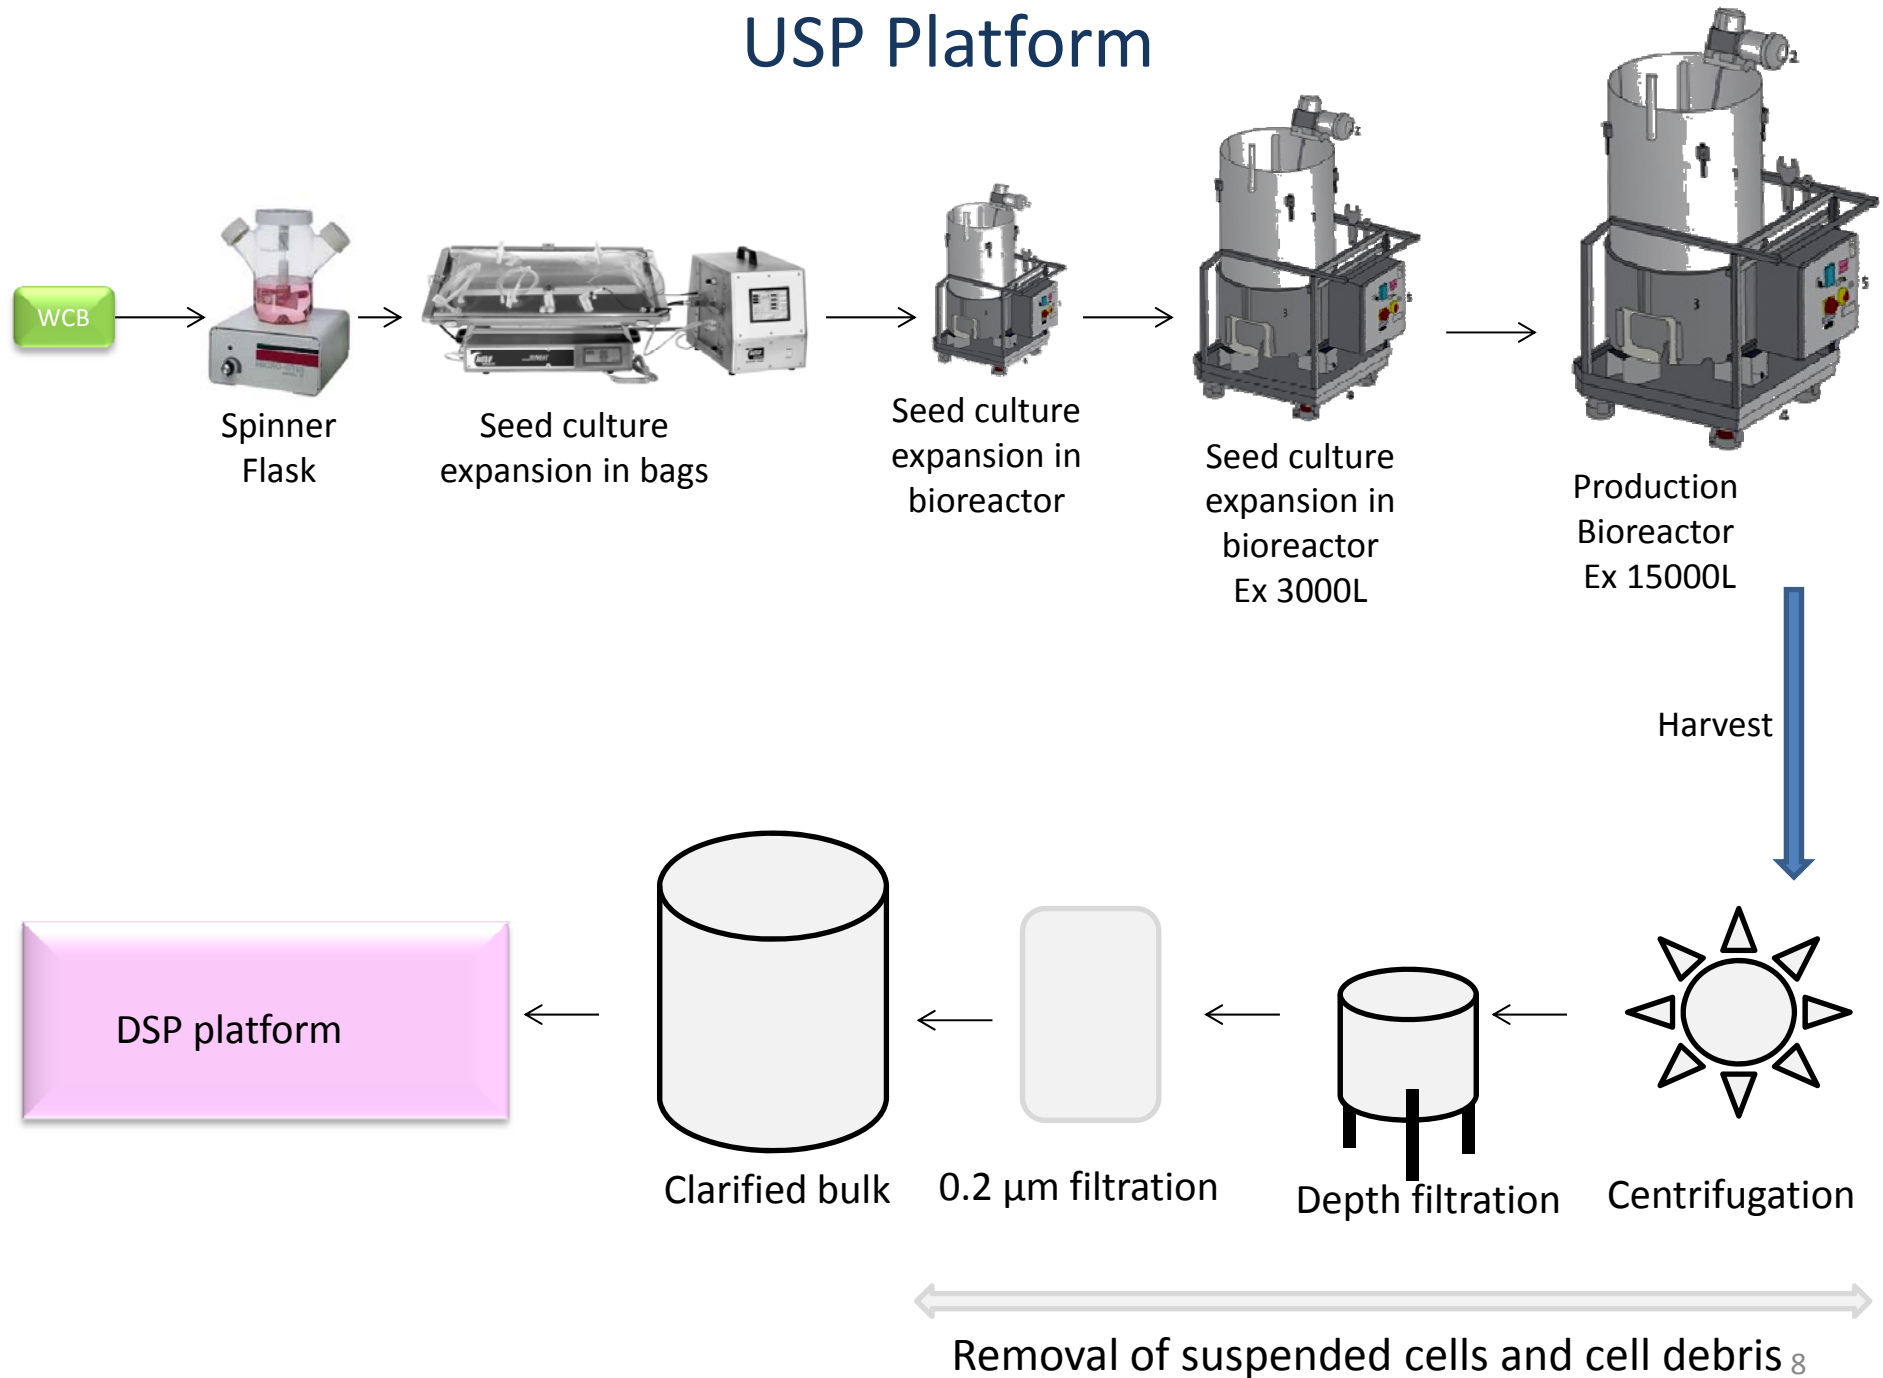 USP Platform
WCB
Spinner
Flask
Seed culture
expansion in bags
Seed culture
expansion in
bioreactor
Seed culture
expansion in
bioreactor
Ex 3000L
Production
Bioreactor
Ex 15000L
Harvest
DSP platform
Clarified bulk
0.2 µm filtration
Depth filtration
Centrifugation
Removal of suspended cells and cell debris
8